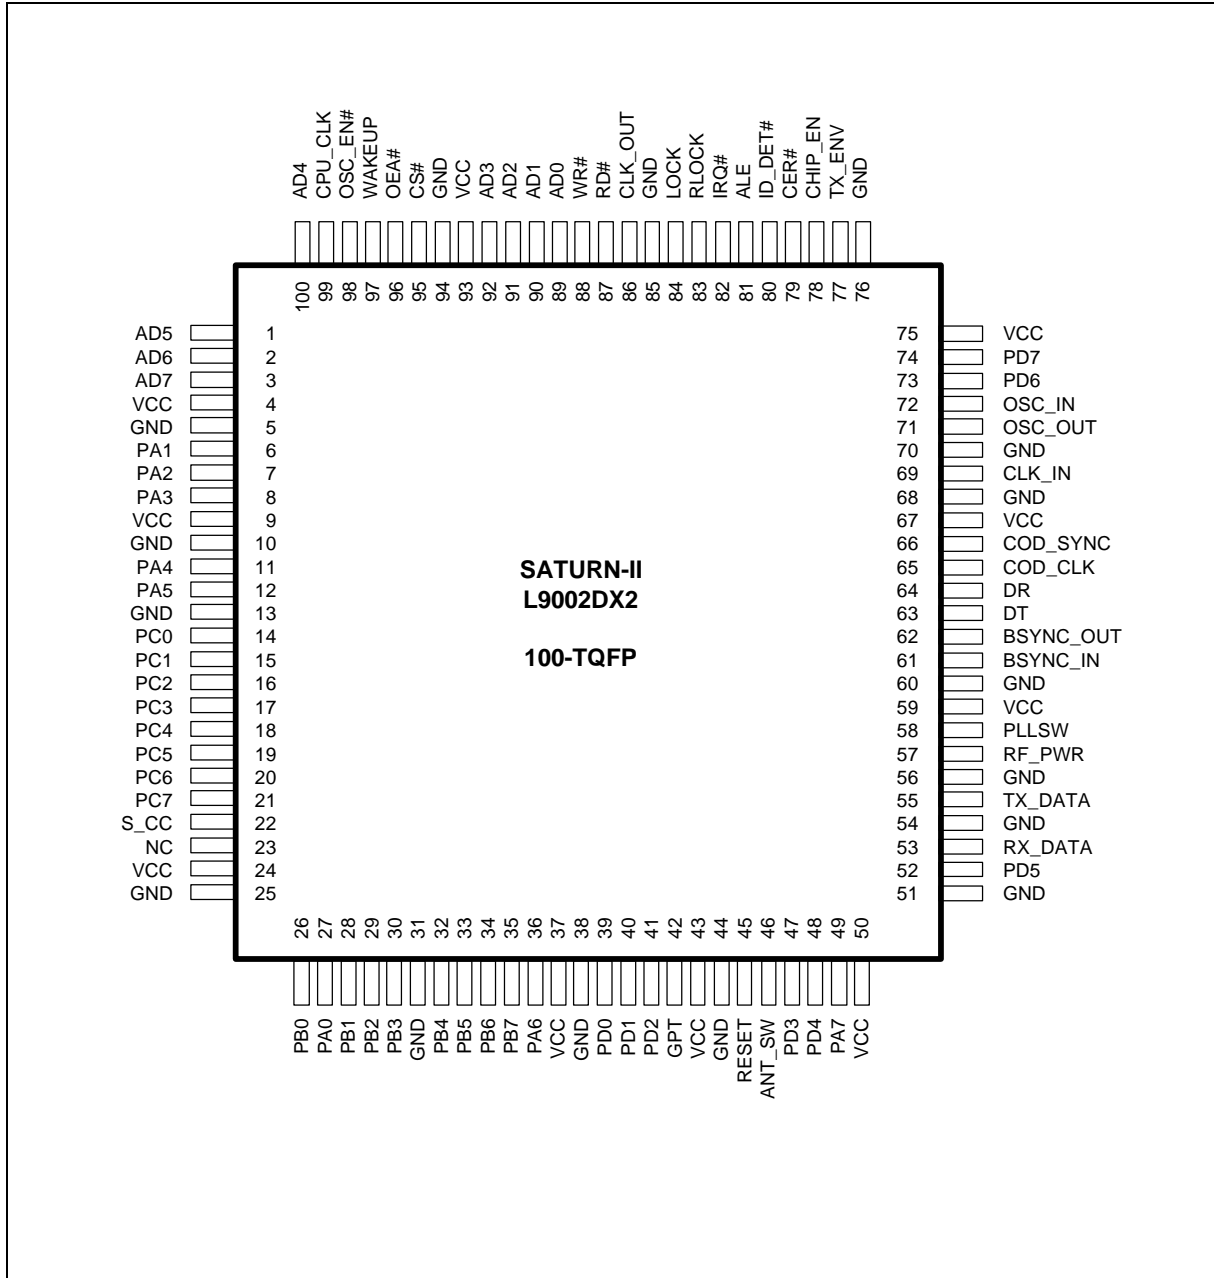 AD4
CPU_CLK
OSC_EN#
WAKEUP
OEA#
CS#
GND
VCC
AD3
AD2
AD1
AD0
WR#
RD#
CLK_OUT
GND
LOCK
RLOCK
IRQ#
ALE
ID_DET#
CER#
CHIP_EN
TX_ENV
GND
100 99 98 97 96 95 94 93 92 91 90 89 88 87 86 85 84 83 82 81 80 79 78 77 76
AD5 1
AD6 2
AD7 3
VCC 4
GND 5
PA1 6
PA2 7
PA3 8
VCC 9
GND 10
PA4 11
PA5 12
GND 13
PC0 14
PC1 15
PC2 16
PC3 17
PC4 18
PC5 19
PC6 20
PC7 21
S_CC 22
NC 23
VCC 24
GND 25
SATURN-II
L9002DX2
100-TQFP
75 VCC
74 PD7
73 PD6
72 OSC_IN
71 OSC_OUT
70 GND
69 CLK_IN
68 GND
67 VCC
66 COD_SYNC
65 COD_CLK
64 DR
63 DT
62 BSYNC_OUT
61 BSYNC_IN
60 GND
59 VCC
58 PLLSW
57 RF_PWR
56 GND
55 TX_DATA
54 GND
53 RX_DATA
52 PD5
51 GND
26 27 28 29 30 31 32 33 34 35 36 37 38 39 40 41 42 43 44 45 46 47 48 49 50
PB0
PA0
PB1
PB2
PB3
GND
PB4
PB5
PB6
PB7
PA6
VCC
GND
PD0
PD1
PD2
GPT
VCC
GND
RESET
ANT_SW
PD3
PD4
PA7
VCC